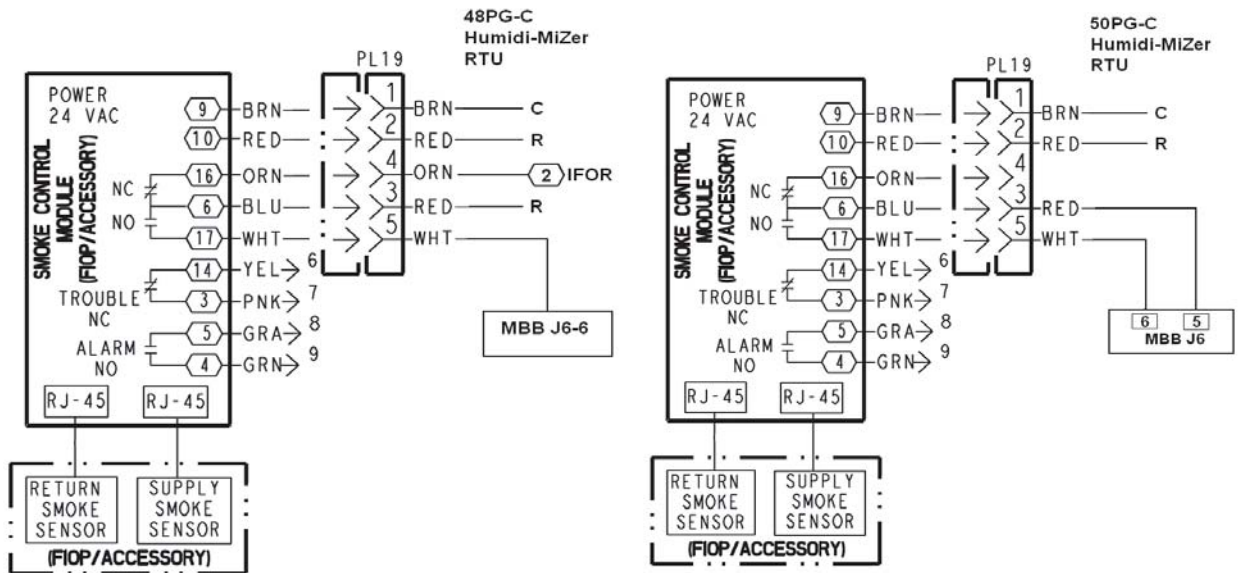 48PG-C
Humidi-MiZer
RTU
PL19
POWER
24 VAC
SMOKE CONTROL
MODULE
(FIOP/ACCESSORY)
9 BRN 1 BRN C
10 RED 2 RED R
NC 16 ORN 4 ORN 2 IFOR
6 BLU 3 RED R
NO 17 WHT 5 WHT
14 YEL 6
TROUBLE
NC
3 PNK 7
5 GRA 8
ALARM
NO
4 GRN 9
MBB J6-6
RJ-45 RJ-45
RETURN
SMOKE
SENSOR
SUPPLY
SMOKE
SENSOR
(FIOP/ACCESSORY)
50PG-C
Humidi-MiZer
RTU
PL19
POWER
24 VAC
SMOKE CONTROL
MODULE
(FIOP/ACCESSORY)
9 BRN 1 BRN C
10 RED 2 RED R
NC 16 ORN 4
6 BLU 3 RED
NO 17 WHT 5 WHT
14 YEL 6
TROUBLE
NC
3 PNK 7
5 GRA 8
ALARM
NO
4 GRN 9
6 5
MBB J6
RJ-45 RJ-45
RETURN
SMOKE
SENSOR
SUPPLY
SMOKE
SENSOR
(FIOP/ACCESSORY)